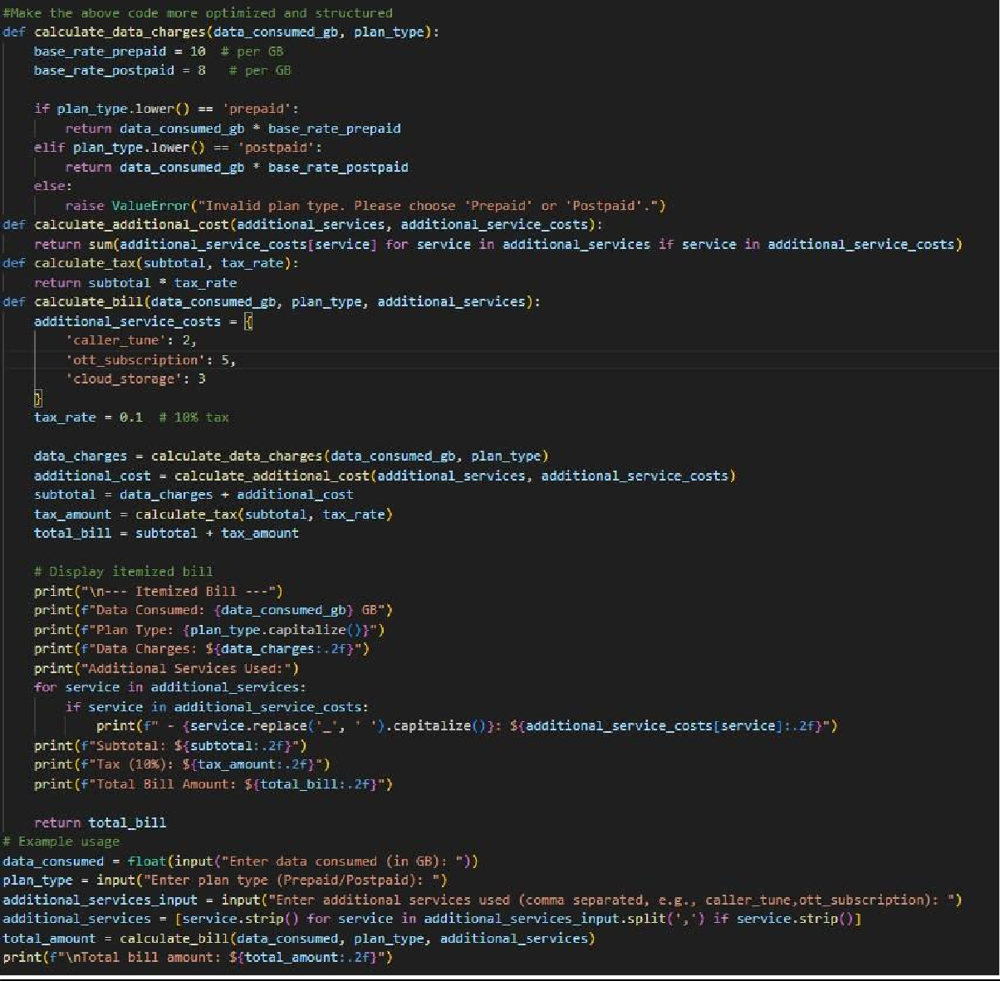 #Make the above code more optimized and structured
def calculate_data_charges(data_consumed_gb, plan_type):
    base_rate_prepaid = 10  # per GB
    base_rate_postpaid = 8   # per GB

    if plan_type.lower() == 'prepaid':
        return data_consumed_gb * base_rate_prepaid
    elif plan_type.lower() == 'postpaid':
        return data_consumed_gb * base_rate_postpaid
    else:
        raise ValueError("Invalid plan type. Please choose 'Prepaid' or 'Postpaid'.")
def calculate_additional_cost(additional_services, additional_service_costs):
    return sum(additional_service_costs[service] for service in additional_services if service in additional_service_costs)
def calculate_tax(subtotal, tax_rate):
    return subtotal * tax_rate
def calculate_bill(data_consumed_gb, plan_type, additional_services):
    additional_service_costs = {
        'caller_tune': 2,
        'ott_subscription': 5,
        'cloud_storage': 3
    }
    tax_rate = 0.1  # 10% tax

    data_charges = calculate_data_charges(data_consumed_gb, plan_type)
    additional_cost = calculate_additional_cost(additional_services, additional_service_costs)
    subtotal = data_charges + additional_cost
    tax_amount = calculate_tax(subtotal, tax_rate)
    total_bill = subtotal + tax_amount

    # Display itemized bill
    print("\n--- Itemized Bill ---")
    print(f"Data Consumed: {data_consumed_gb} GB")
    print(f"Plan Type: {plan_type.capitalize()}")
    print(f"Data Charges: ${data_charges:.2f}")
    print("Additional Services Used:")
    for service in additional_services:
        if service in additional_service_costs:
            print(f" - {service.replace('_', ' ').capitalize()}: ${additional_service_costs[service]:.2f}")
    print(f"Subtotal: ${subtotal:.2f}")
    print(f"Tax (10%): ${tax_amount:.2f}")
    print(f"Total Bill Amount: ${total_bill:.2f}")

    return total_bill
# Example usage
data_consumed = float(input("Enter data consumed (in GB): "))
plan_type = input("Enter plan type (Prepaid/Postpaid): ")
additional_services_input = input("Enter additional services used (comma separated, e.g., caller_tune,ott_subscription): ")
additional_services = [service.strip() for service in additional_services_input.split(',') if service.strip()]
total_amount = calculate_bill(data_consumed, plan_type, additional_services)
print(f"\nTotal bill amount: ${total_amount:.2f}")